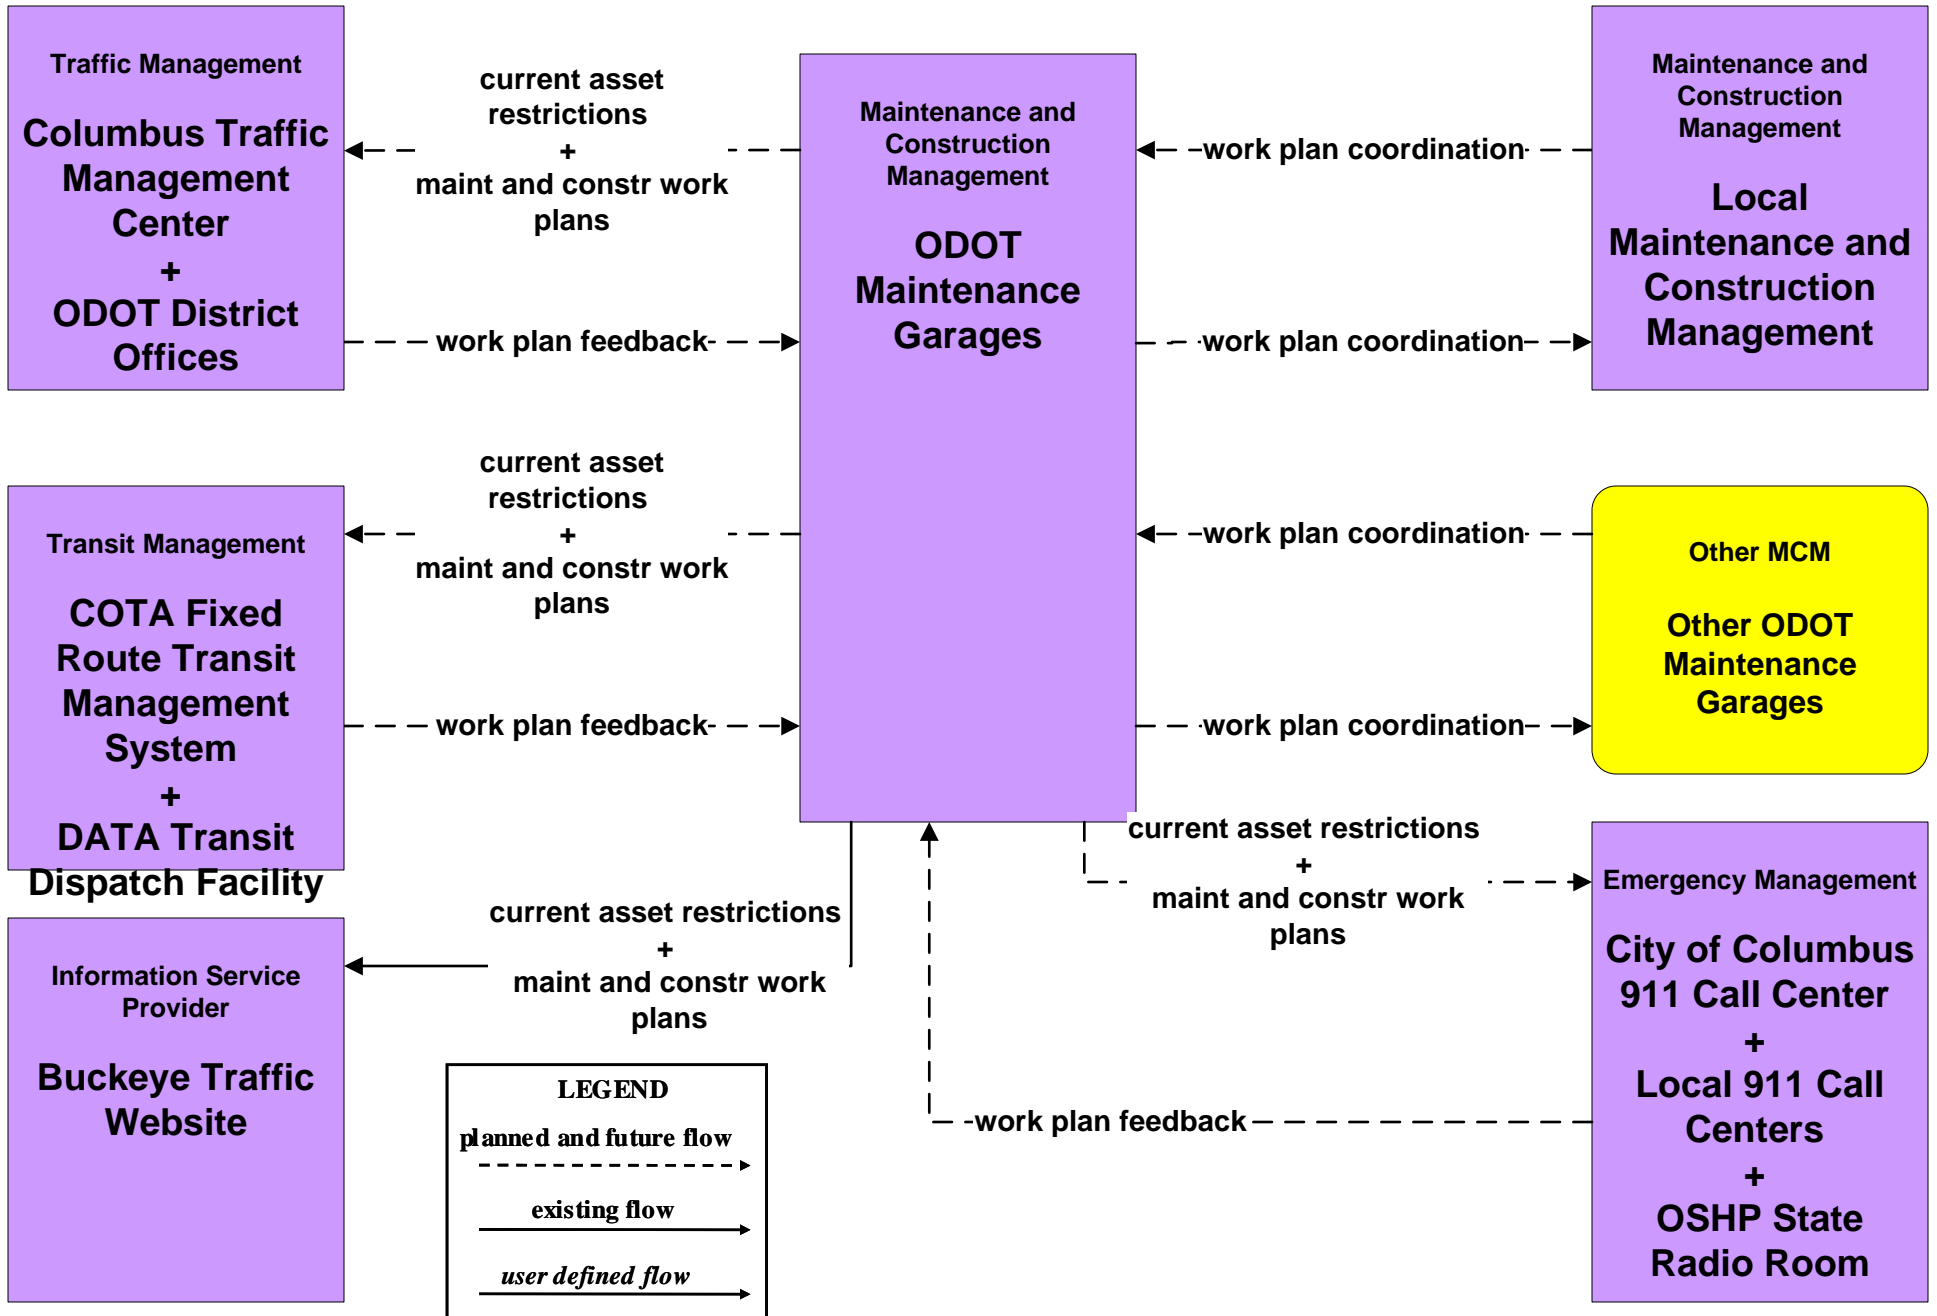 Traffic Management
Columbus Traffic
Management
Center
+
ODOT District
Offices
current asset
restrictions
+
maint and constr work
plans
work plan feedback
Maintenance and
Construction
Management
ODOT
Maintenance
Garages
work plan coordination
work plan coordination
Maintenance and
Construction
Management
Local
Maintenance and
Construction
Management
Transit Management
COTA Fixed
Route Transit
Management
System
+
DATA Transit
Dispatch Facility
current asset
restrictions
+
maint and constr work
plans
work plan feedback
work plan coordination
work plan coordination
Other MCM
Other ODOT
Maintenance
Garages
Information Service
Provider
Buckeye Traffic
Website
current asset restrictions
+
maint and constr work
plans
current asset restrictions
+
maint and constr work
plans
work plan feedback
Emergency Management
City of Columbus
911 Call Center
+
Local 911 Call
Centers
+
OSHP State
Radio Room
LEGEND
planned and future flow
existing flow
user defined flow